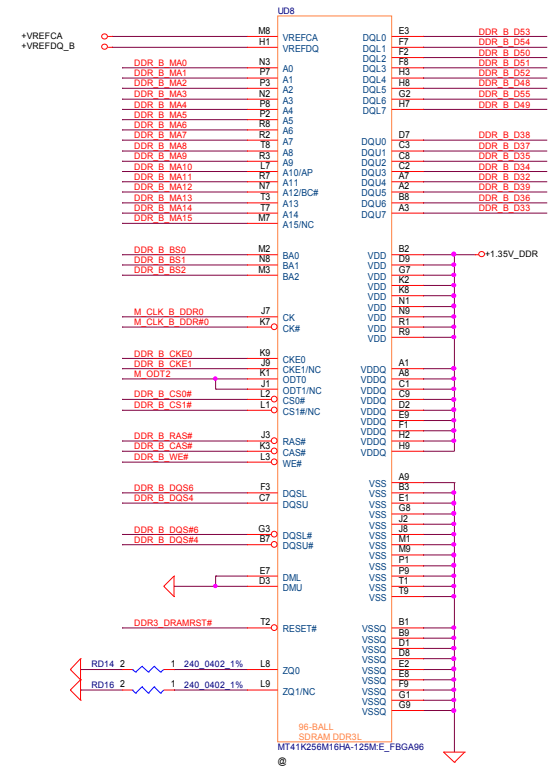 UD8
+VREFCA M8 VREFCA DQL0 E3 DDR_B_D53
+VREFDQ_B H1 VREFDQ DQL1 F7 DDR_B_D54
DQL2 F2 DDR_B_D50
DDR_B_MA0 N3 A0 DQL3 F8 DDR_B_D51
DDR_B_MA1 P7 A1 DQL4 H3 DDR_B_D52
DDR_B_MA2 P3 A2 DQL5 H8 DDR_B_D48
DDR_B_MA3 N2 A3 DQL6 G2 DDR_B_D55
DDR_B_MA4 P8 A4 DQL7 H7 DDR_B_D49
DDR_B_MA5 P2 A5
DDR_B_MA6 R8 A6
DDR_B_MA7 R2 A7 DQU0 D7 DDR_B_D38
DDR_B_MA8 T8 A8 DQU1 C3 DDR_B_D37
DDR_B_MA9 R3 A9 DQU2 C8 DDR_B_D35
DDR_B_MA10 L7 A10/AP DQU3 C2 DDR_B_D34
DDR_B_MA11 R7 A11 DQU4 A7 DDR_B_D32
DDR_B_MA12 N7 A12/BC# DQU5 A2 DDR_B_D39
DDR_B_MA13 T3 A13 DQU6 B8 DDR_B_D36
DDR_B_MA14 T7 A14 DQU7 A3 DDR_B_D33
DDR_B_MA15 M7 A15/NC
DDR_B_BS0 M2 BA0 VDD B2 +1.35V_DDR
DDR_B_BS1 N8 BA1 VDD D9
DDR_B_BS2 M3 BA2 VDD G7
VDD K2
VDD K8
VDD N1
M_CLK_B_DDR0 J7 CK VDD N9
M_CLK_B_DDR#0 K7 CK# VDD R1
VDD R9
DDR_B_CKE0 K9 CKE0
DDR_B_CKE1 J9 CKE1/NC VDDQ A1
M_ODT2 K1 ODT0 VDDQ A8
J1 ODT1/NC VDDQ C1
DDR_B_CS0# L2 CS0# VDDQ C9
DDR_B_CS1# L1 CS1#/NC VDDQ D2
VDDQ E9
VDDQ F1
DDR_B_RAS# J3 RAS# VDDQ H2
DDR_B_CAS# K3 CAS# VDDQ H9
DDR_B_WE# L3 WE#
VSS A9
DDR_B_DQS6 F3 DQSL VSS B3
DDR_B_DQS4 C7 DQSU VSS E1
VSS G8
VSS J2
DDR_B_DQS#6 G3 DQSL# VSS J8
DDR_B_DQS#4 B7 DQSU# VSS M1
VSS M9
VSS P1
E7 DML VSS P9
D3 DMU VSS T1
VSS T9
DDR3_DRAMRST# T2 RESET# VSSQ B1
VSSQ B9
VSSQ D1
VSSQ D8
RD14 2 1 240_0402_1% L8 ZQ0 VSSQ E2
VSSQ E8
RD16 2 1 240_0402_1% L9 ZQ1/NC VSSQ F9
VSSQ G1
VSSQ G9
96-BALL
SDRAM DDR3L
MT41K256M16HA-125M:E_FBGA96
@